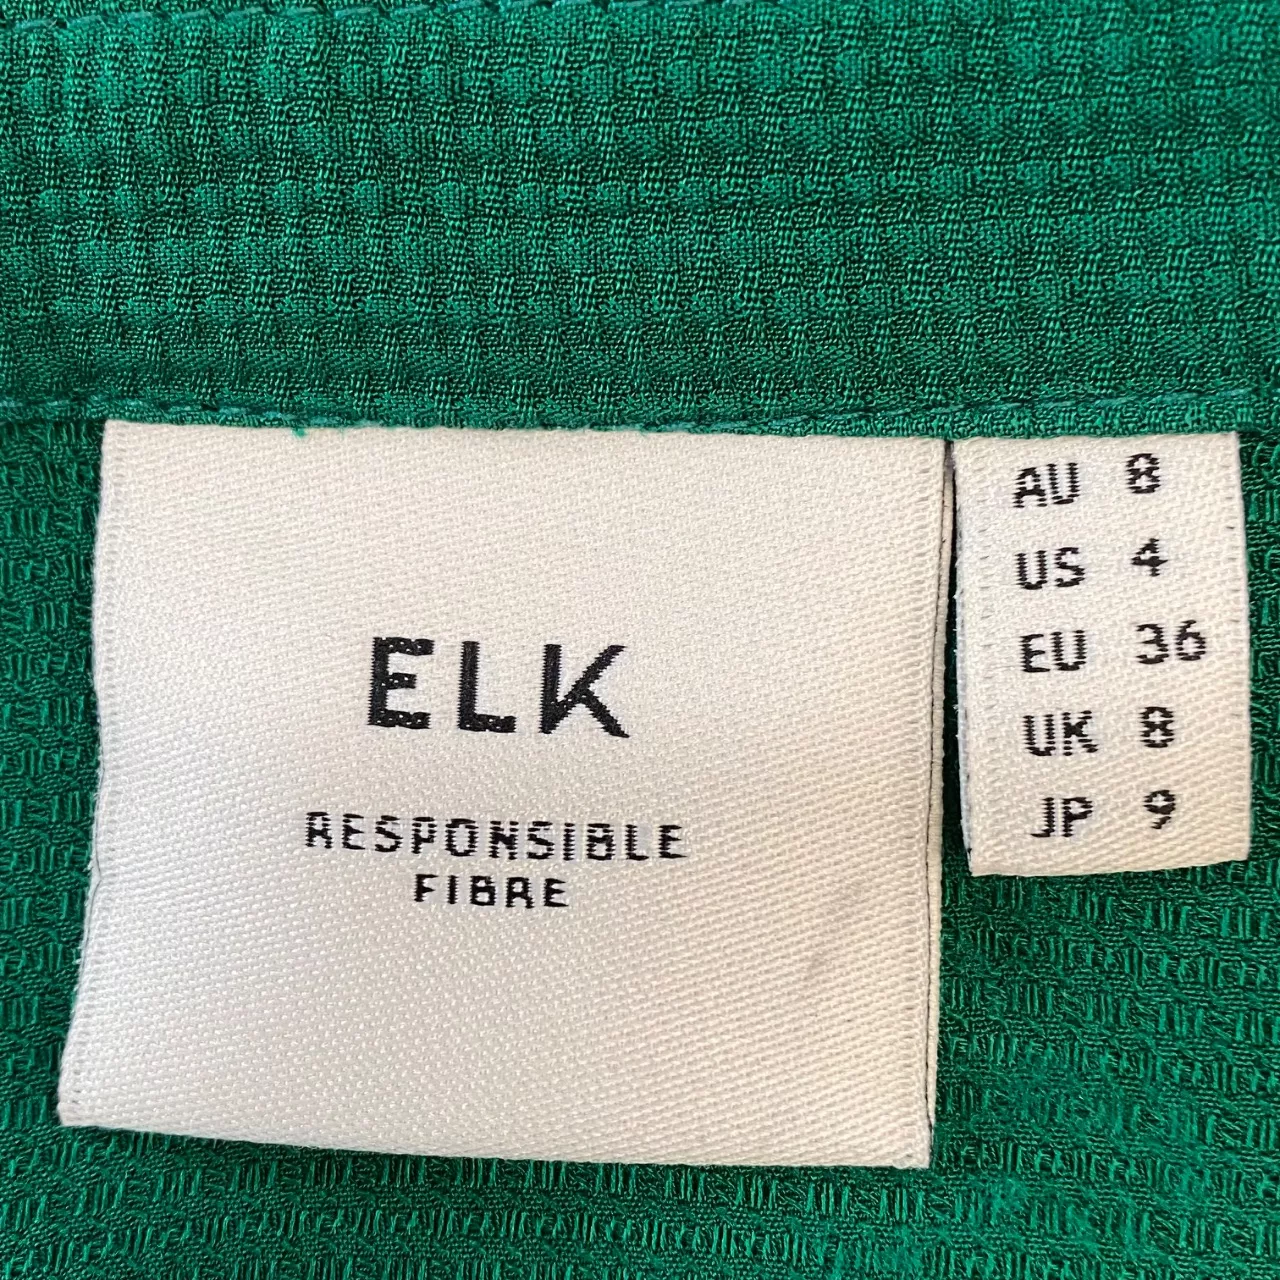 ELK
RESPONSIBLE
FIBRE
AU 8
US 4
EU 36
UK 8
JP 9